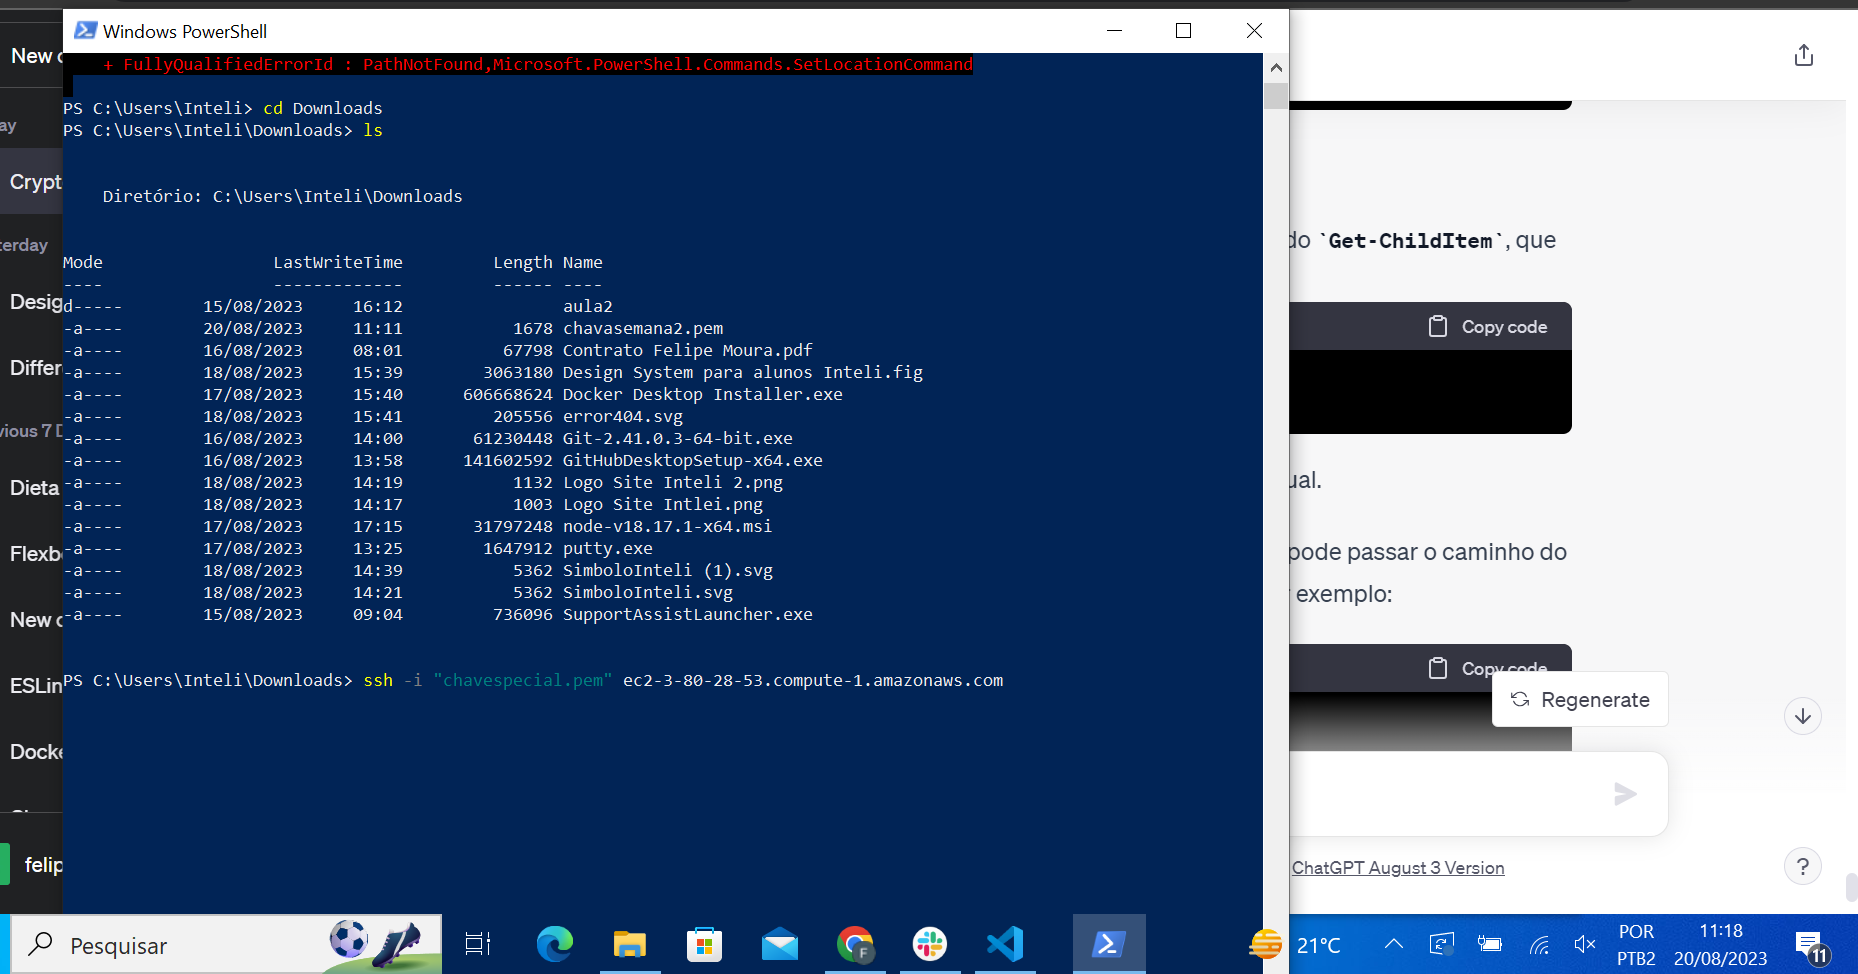 Windows PowerShell
+ FullyQualifiedErrorId : PathNotFound,Microsoft.PowerShell.Commands.SetLocationCommand
PS C:\Users\Inteli> cd Downloads
PS C:\Users\Inteli\Downloads> ls
Diretório: C:\Users\Inteli\Downloads
Mode LastWriteTime Length Name
---- ------------- ------ ----
d----- 15/08/2023 16:12 aula2
-a---- 20/08/2023 11:11 1678 chavasemana2.pem
-a---- 16/08/2023 08:01 67798 Contrato Felipe Moura.pdf
-a---- 18/08/2023 15:39 3063180 Design System para alunos Inteli.fig
-a---- 17/08/2023 15:40 606668624 Docker Desktop Installer.exe
-a---- 18/08/2023 15:41 205556 error404.svg
-a---- 16/08/2023 14:00 61230448 Git-2.41.0.3-64-bit.exe
-a---- 16/08/2023 13:58 141602592 GitHubDesktopSetup-x64.exe
-a---- 18/08/2023 14:19 1132 Logo Site Inteli 2.png
-a---- 18/08/2023 14:17 1003 Logo Site Intlei.png
-a---- 17/08/2023 17:15 31797248 node-v18.17.1-x64.msi
-a---- 17/08/2023 13:25 1647912 putty.exe
-a---- 18/08/2023 14:39 5362 SimboloInteli (1).svg
-a---- 18/08/2023 14:21 5362 SimboloInteli.svg
-a---- 15/08/2023 09:04 736096 SupportAssistLauncher.exe
PS C:\Users\Inteli\Downloads> ssh -i "chavespecial.pem" ec2-3-80-28-53.compute-1.amazonaws.com
New c
ay
Crypt
terday
Desig
Differ
vious 7 D
Dieta
Flexb
New c
ESLin
Docke
felip
do `Get-ChildItem`, que
Copy code
ual.
pode passar o caminho do
exemplo:
Copy code
Regenerate
ChatGPT August 3 Version
?
Pesquisar
F
21°C
POR
PTB2
11:18
20/08/2023
11